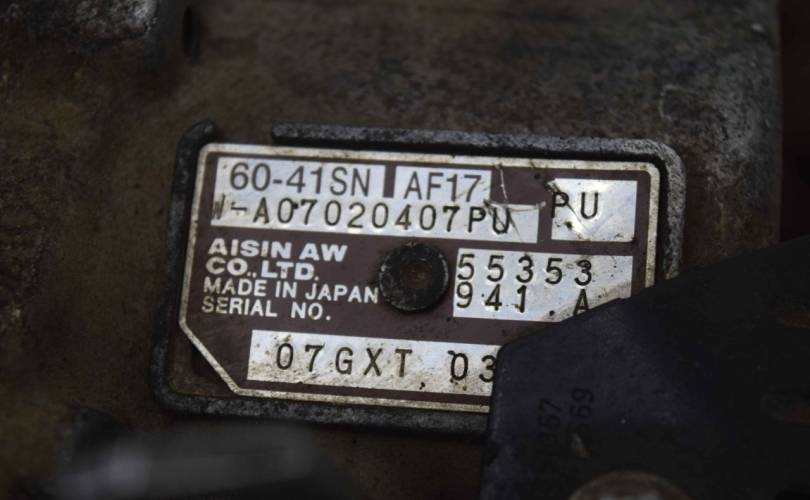 60-41SN AF17
W-A07020407PU PU
AISIN AW
CO.,LTD.
MADE IN JAPAN
SERIAL NO.
55353
941 A
07GXT 03